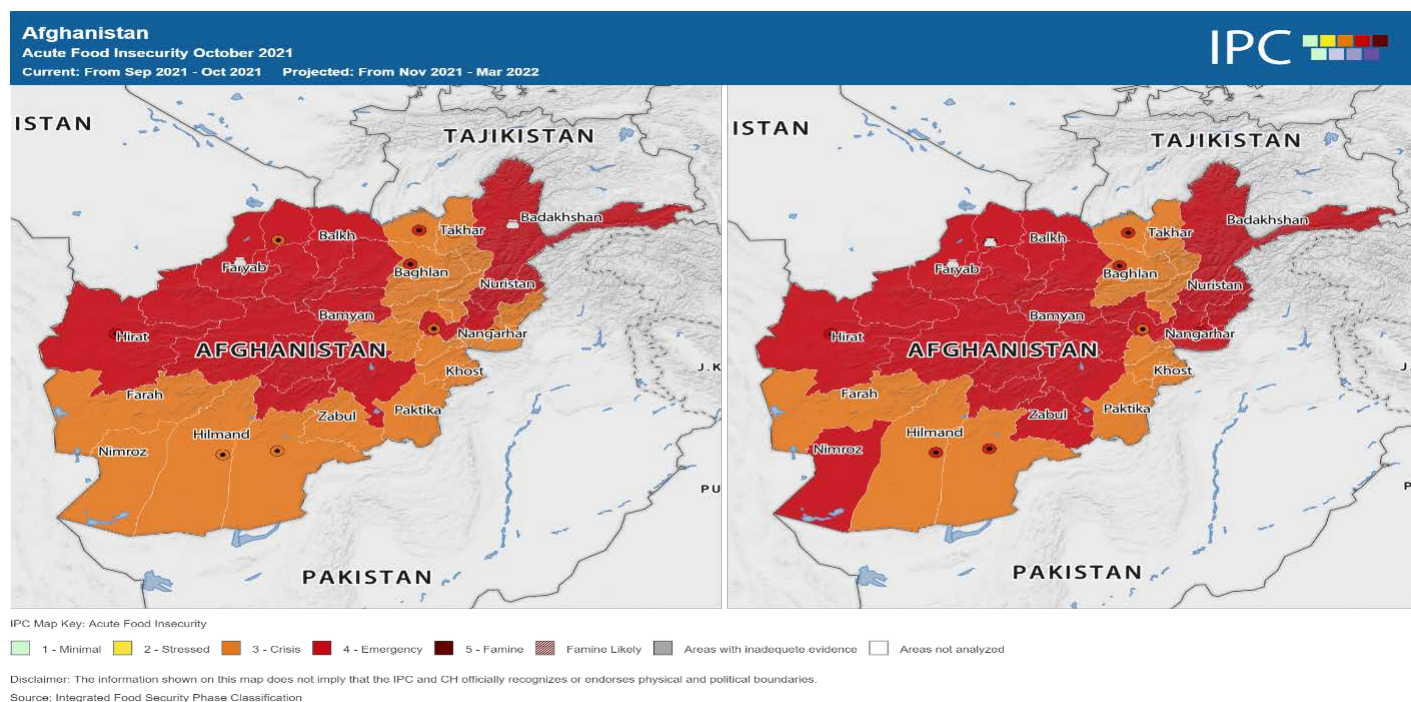 Afghanistan
Acute Food Insecurity October 2021
Current: From Sep 2021 - Oct 2021 Projected: From Nov 2021 - Mar 2022
IPC
ISTAN
TAJIKISTAN
Badakhshan
Takhar
Balkh
Faryab
Baghlan
Nuristan
Bamyan
Nangarhar
Hirat
AFGHANISTAN
Khost
J.K
Farah
Paktika
Zabul
Hilmand
Nimroz
PU
PAKISTAN
ISTAN
TAJIKISTAN
Badakhshan
Takhar
Balkh
Faryab
Baghlan
Nuristan
Bamyan
Nangarhar
Hirat
AFGHANISTAN
Khost
J.
Farah
Paktika
Zabul
Hilmand
Nimroz
P
PAKISTAN
IPC Map Key: Acute Food Insecurity
1 - Minimal 2 - Stressed 3 - Crisis 4 - Emergency 5 - Famine Famine Likely Areas with inadequete evidence Areas not analyzed
Disclaimer: The information shown on this map does not imply that the IPC and CH officially recognizes or endorses physical and political boundaries.
Source: Integrated Food Security Phase Classification